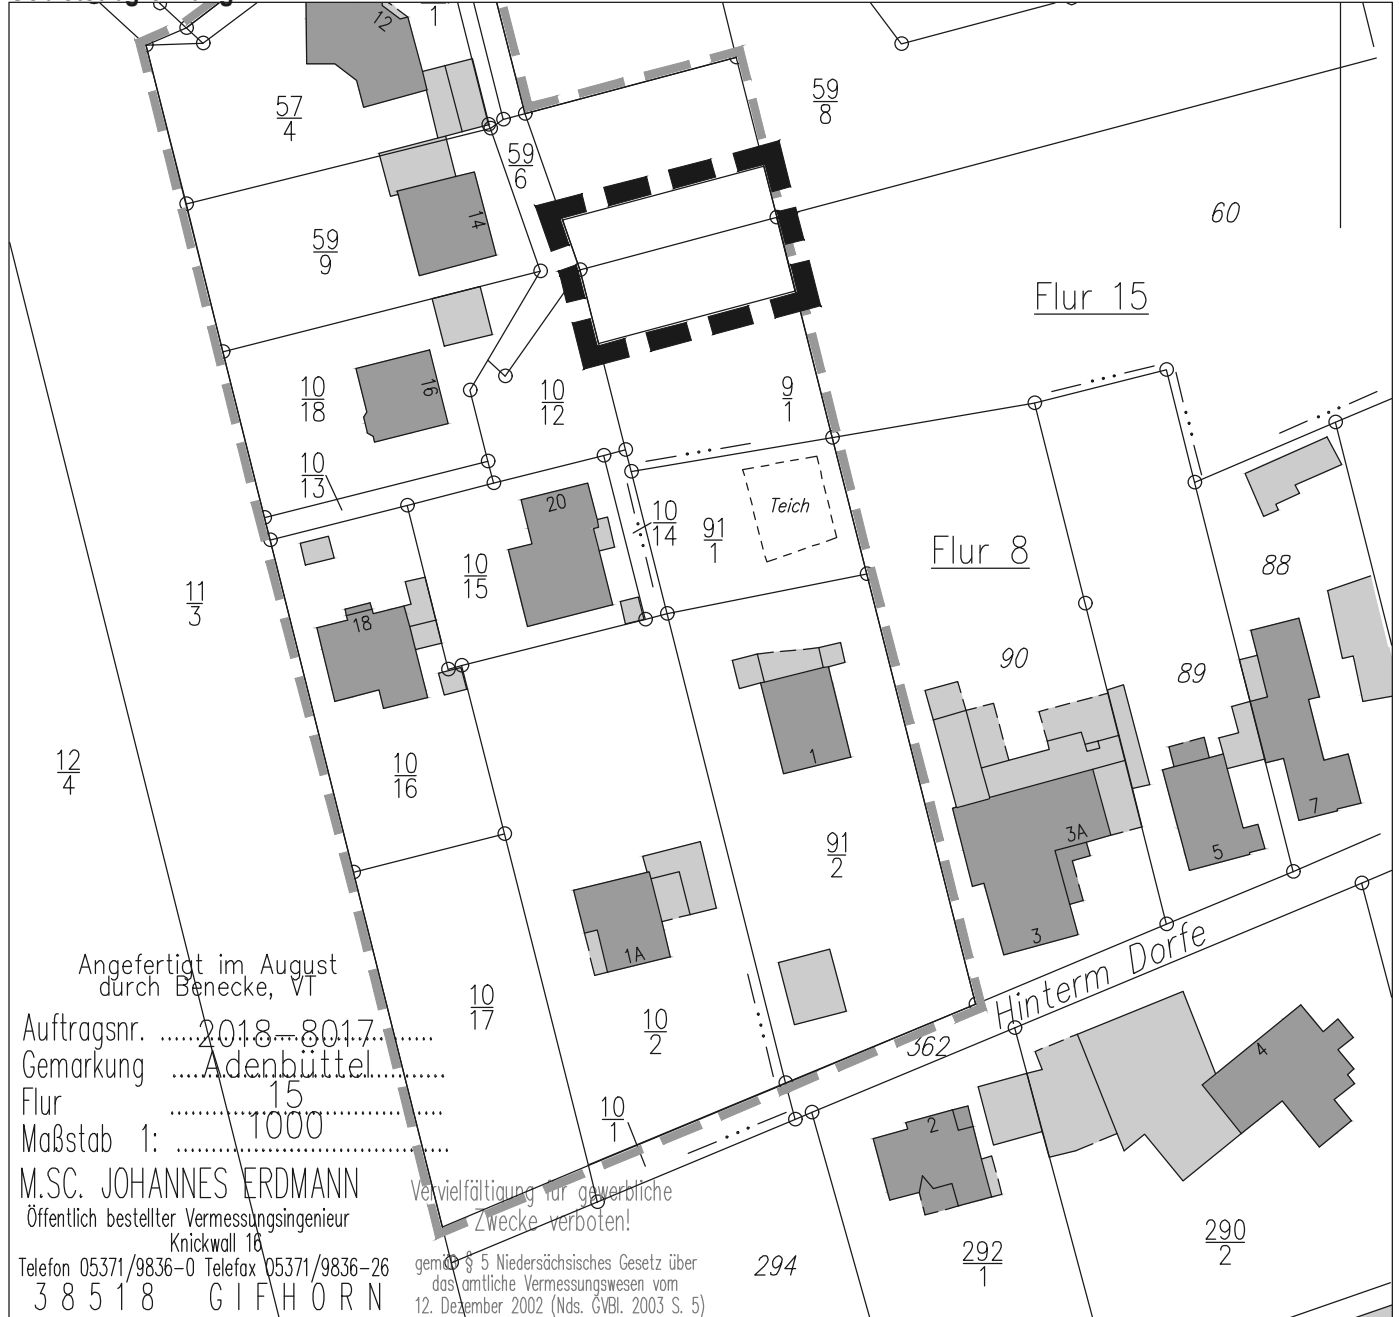 12
1
57
4
59
8
59
6
14
59
9
60
Flur 15
10
18
16
10
12
9
1
10
13
20
Teich
10
14
91
1
Flur 8
88
10
15
11
3
18
90
89
1
12
4
10
16
7
3A
5
91
2
1A
3
Hinterm Dorfe
Angefertigt im August
durch Benecke, VT
Auftragsnr. 2018-8017
Gemarkung Adenbüttel
Flur 15
Maßstab 1: 1000
M.SC. JOHANNES ERDMANN
Öffentlich bestellter Vermessungsingenieur
Knickwall 16
Telefon 05371/9836-0 Telefax 05371/9836-26
38518 GIFHORN
10
17
10
2
362
4
10
1
2
Vervielfältigung für gewerbliche
Zwecke verboten!
gemäß § 5 Niedersächsisches Gesetz über
das amtliche Vermessungswesen vom
12. Dezember 2002 (Nds. GVBl. 2003 S. 5)
294
292
1
290
2